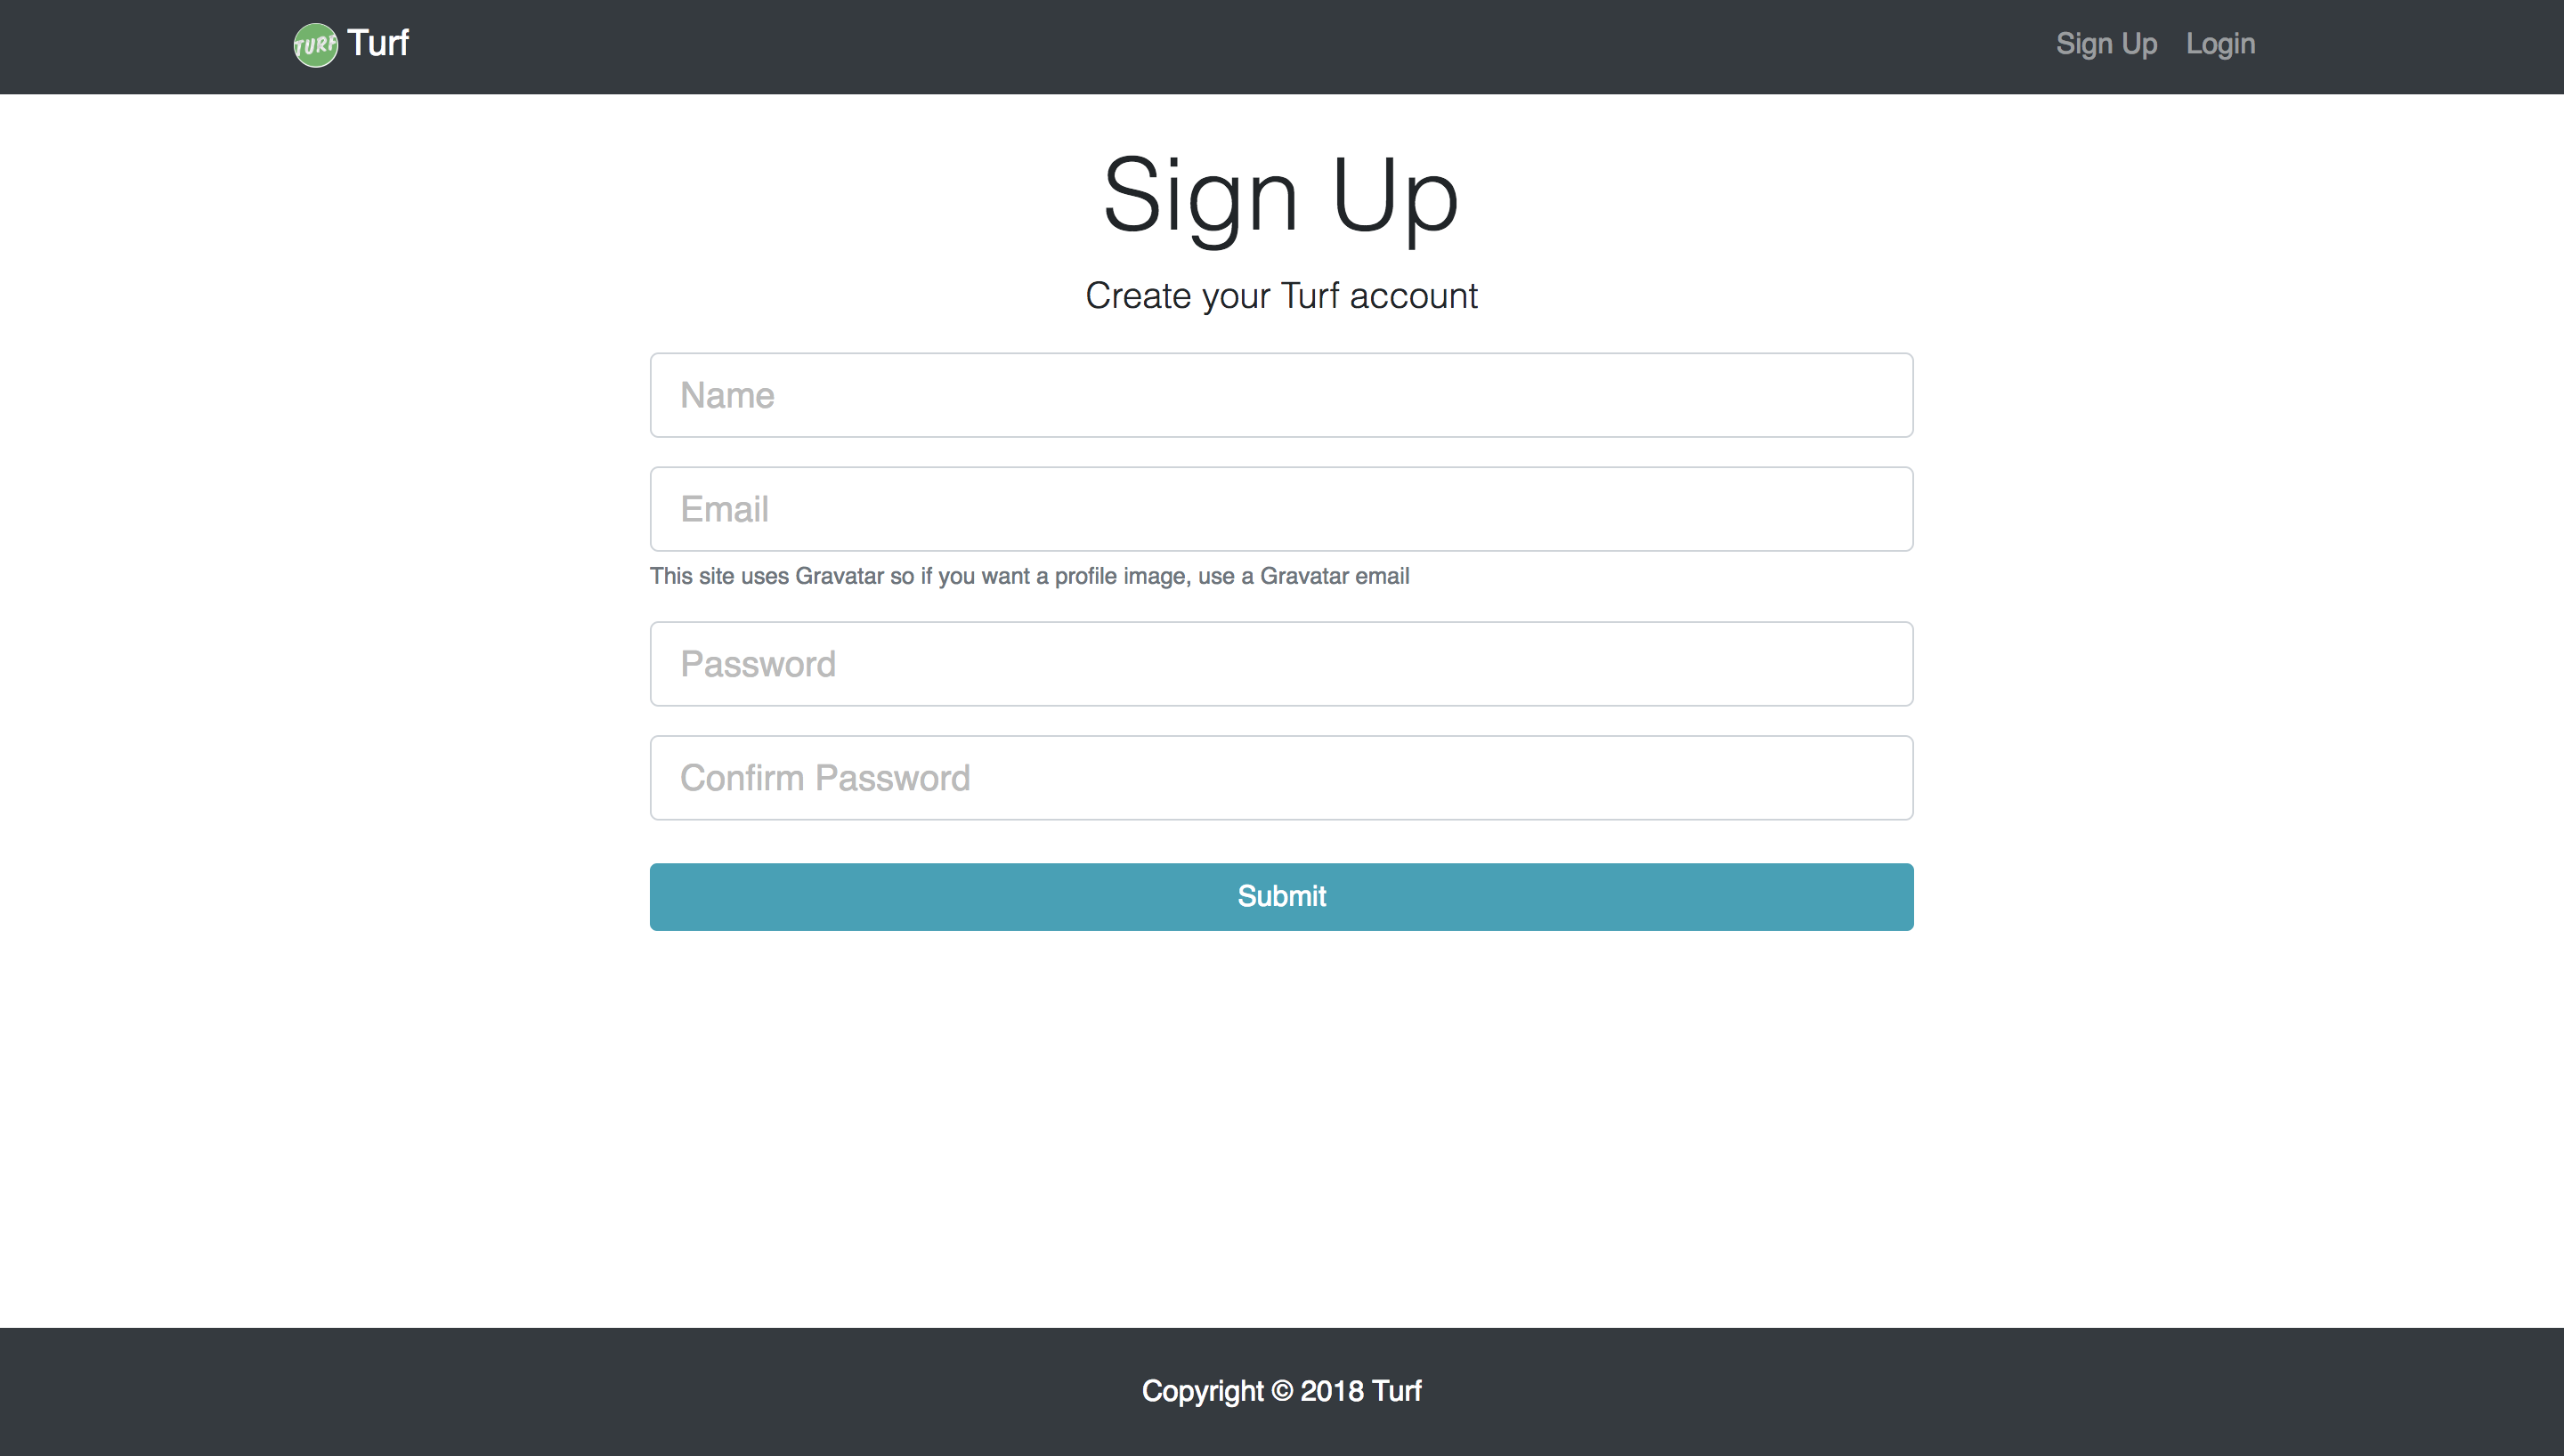 TURF Turf
Sign Up Login
Sign Up
Create your Turf account
Name
Email
This site uses Gravatar so if you want a profile image, use a Gravatar email
Password
Confirm Password
Submit
Copyright © 2018 Turf